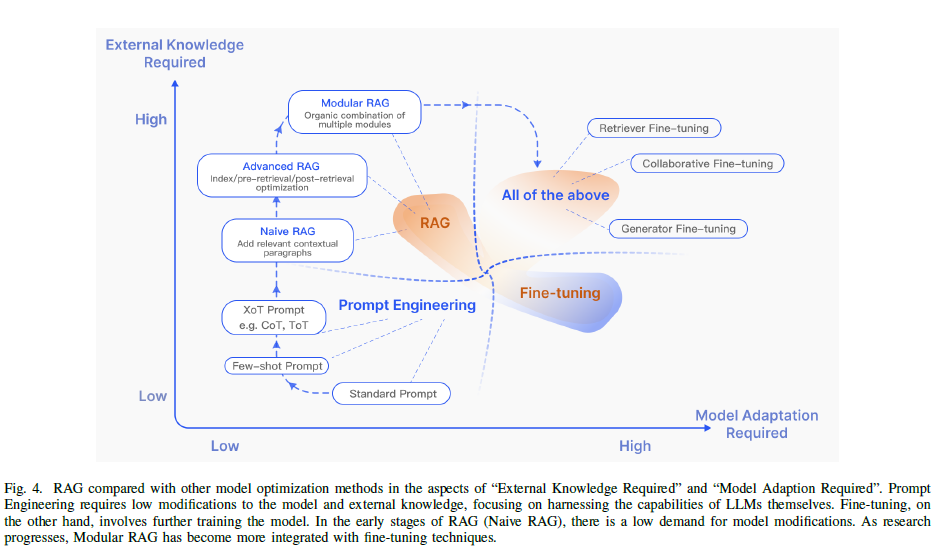 External Knowledge
Required
High
Low
Low
High
Model Adaptation
Required
Modular RAG
Organic combination of
multiple modules
Advanced RAG
Index/pre-retrieval/post-retrieval
optimization
Naive RAG
Add relevant contextual
paragraphs
XoT Prompt
e.g. CoT, ToT
Few-shot Prompt
Standard Prompt
RAG
Prompt Engineering
Retriever Fine-tuning
Collaborative Fine-tuning
All of the above
Generator Fine-tuning
Fine-tuning
Fig. 4. RAG compared with other model optimization methods in the aspects of “External Knowledge Required” and “Model Adaption Required”. Prompt
Engineering requires low modifications to the model and external knowledge, focusing on harnessing the capabilities of LLMs themselves. Fine-tuning, on
the other hand, involves further training the model. In the early stages of RAG (Naive RAG), there is a low demand for model modifications. As research
progresses, Modular RAG has become more integrated with fine-tuning techniques.